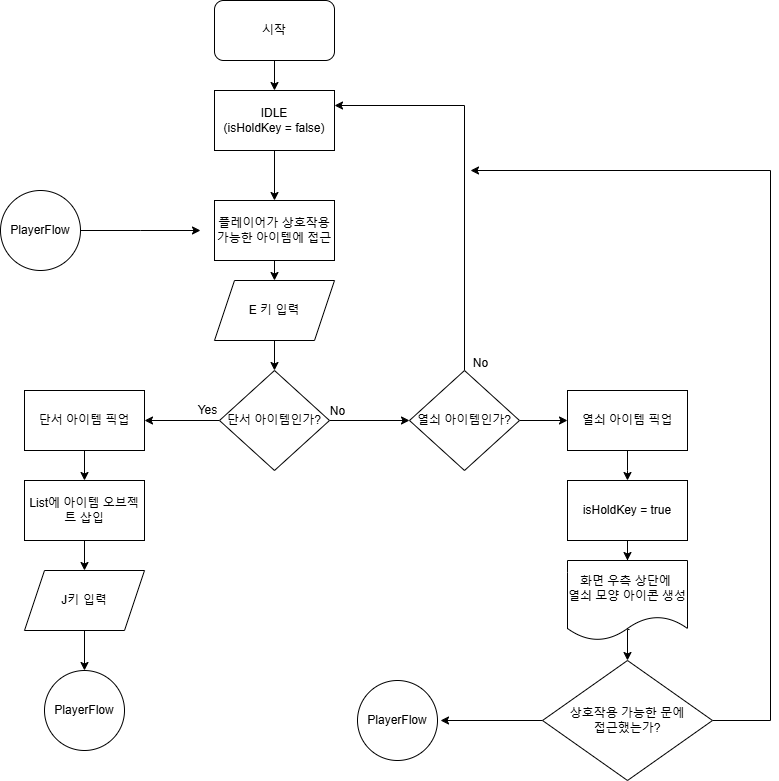 시작
IDLE
(isHoldKey = false)
플레이어가 상호작용
가능한 아이템에 접근
PlayerFlow
E 키 입력
No
단서 아이템 픽업
Yes
단서 아이템인가?
No
열쇠 아이템인가?
열쇠 아이템 픽업
List에 아이템 오브젝
트 삽입
isHoldKey = true
J키 입력
화면 우측 상단에
열쇠 모양 아이콘 생성
PlayerFlow
PlayerFlow
상호작용 가능한 문에
접근했는가?